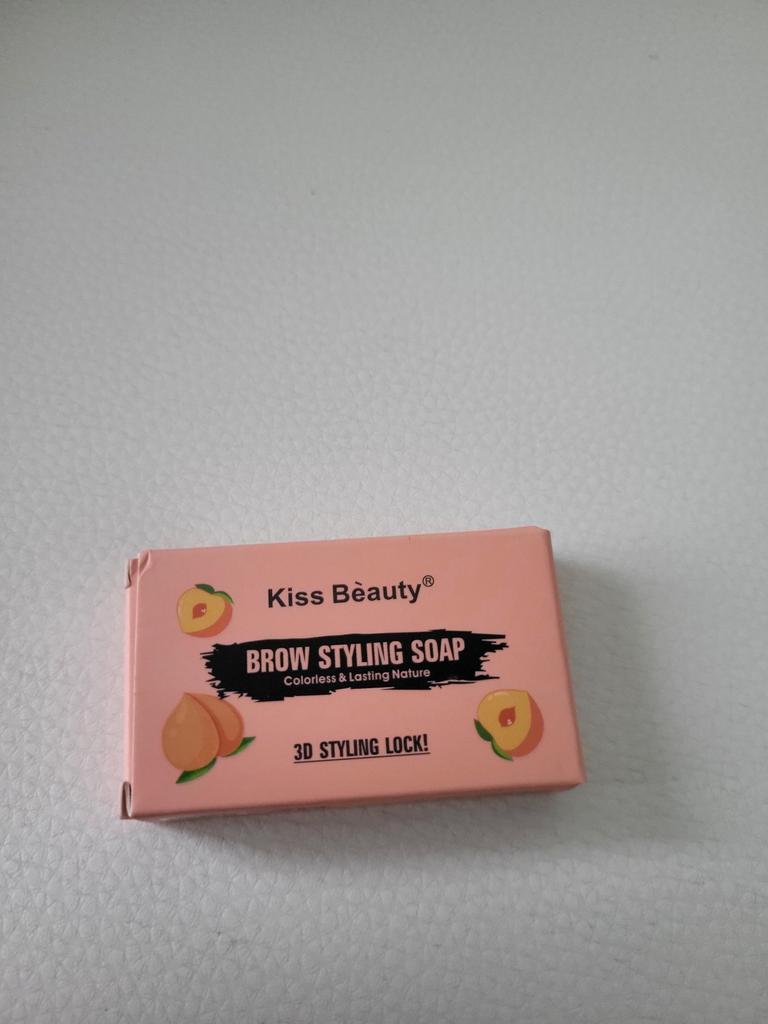 Kiss Bèauty®
BROW STYLING SOAP
Colorless & Lasting Nature
3D STYLING LOCK!